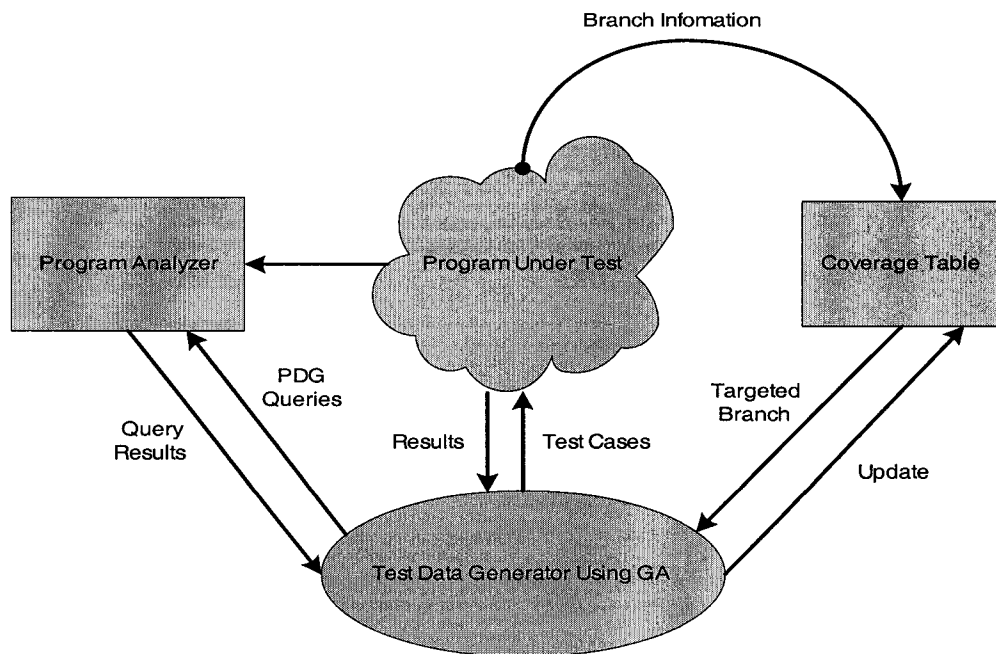 Branch Infomation
Program Analyzer
Program Under Test
Coverage Table
PDG
Queries
Query
Results
Results
Test Cases
Targeted
Branch
Update
Test Data Generator Using GA